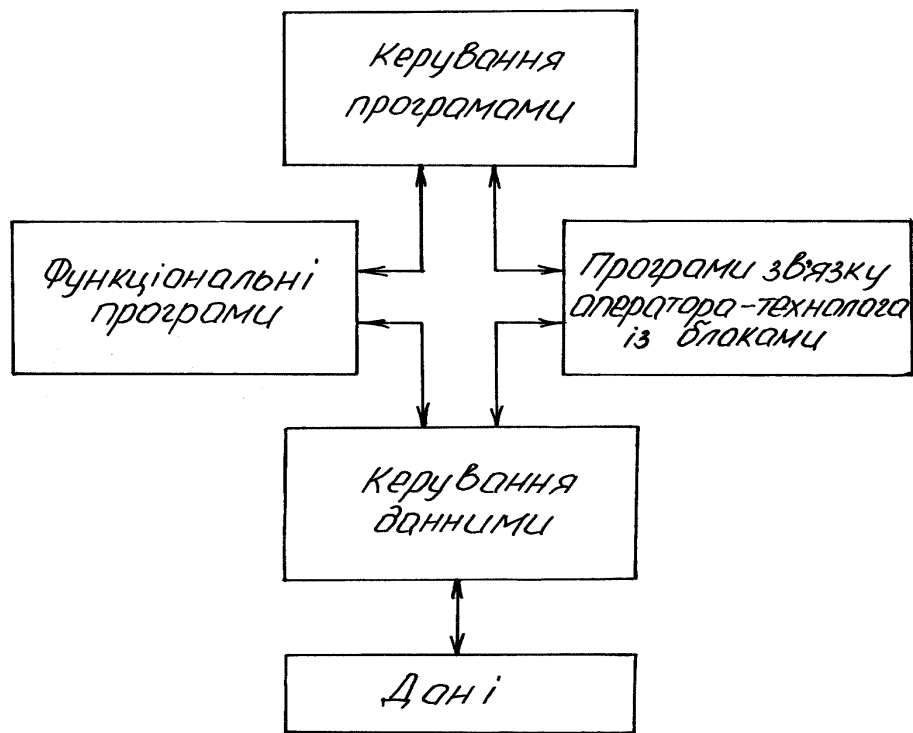 Керування
програмами
Функціональні
програми
Програми зв'язку
оператора-технолога
із блоками
Керування
данними
Дані